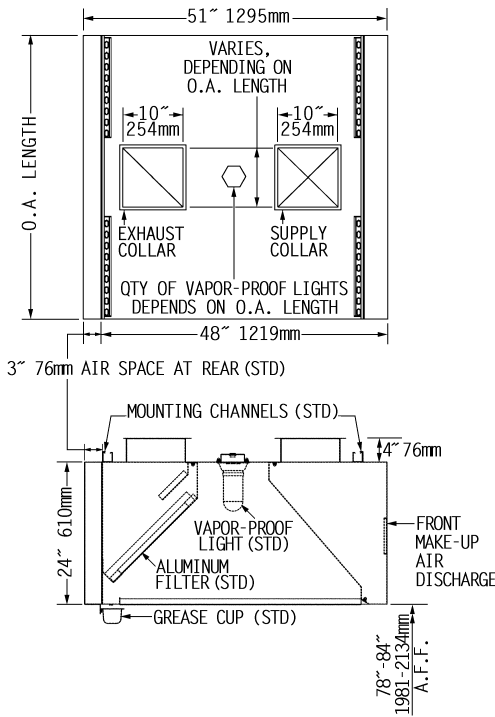 51″ 1295mm
VARIES,
DEPENDING ON
O.A. LENGTH
O.A. LENGTH
10″
254mm
10″
254mm
EXHAUST
COLLAR
SUPPLY
COLLAR
QTY OF VAPOR-PROOF LIGHTS
DEPENDS ON O.A. LENGTH
48″ 1219mm
3″ 76mm AIR SPACE AT REAR (STD)
MOUNTING CHANNELS (STD)
4″ 76mm
24″ 610mm
VAPOR-PROOF
LIGHT (STD)
FRONT
MAKE-UP
AIR
DISCHARGE
ALUMINUM
FILTER (STD)
GREASE CUP (STD)
78″-84″
1981-2134mm
A.F.F.